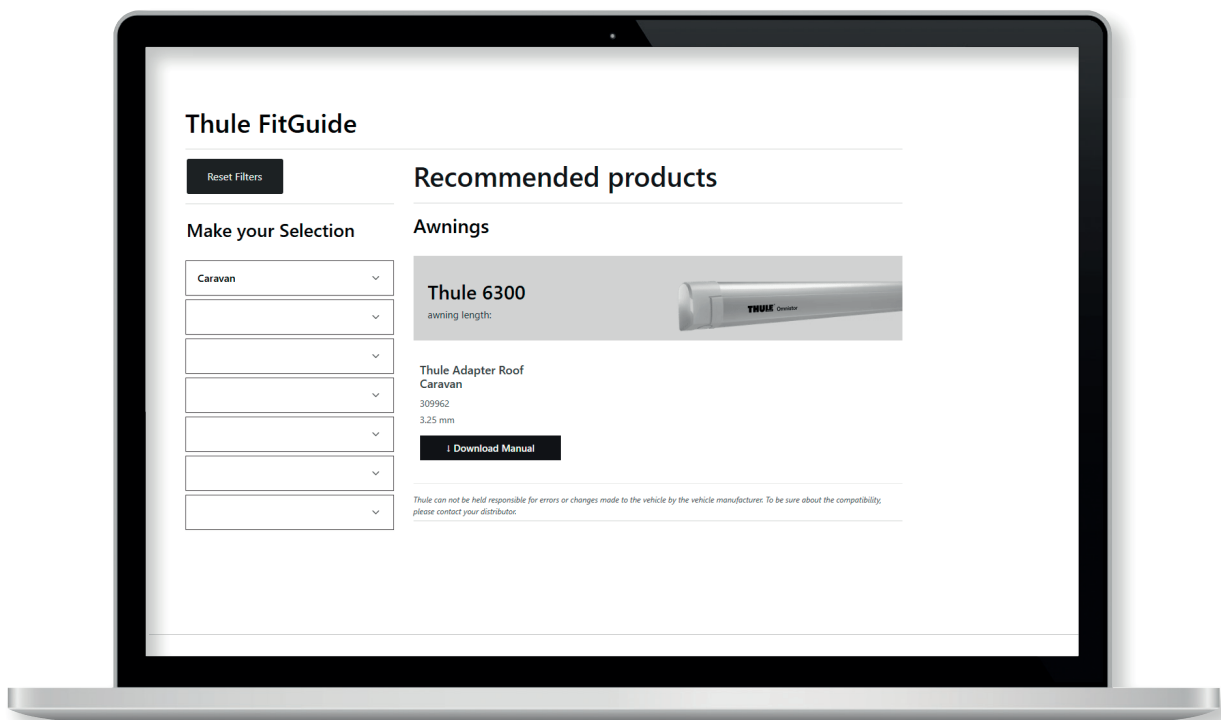 Thule FitGuide
Reset Filters
Make your Selection
Caravan
Recommended products
Awnings
Thule 6300
awning length:
THULE Omnistor
Thule Adapter Roof
Caravan
309962
3.25 mm
↓ Download Manual
Thule can not be held responsible for errors or changes made to the vehicle by the vehicle manufacturer. To be sure about the compatibility,
please contact your distributor.